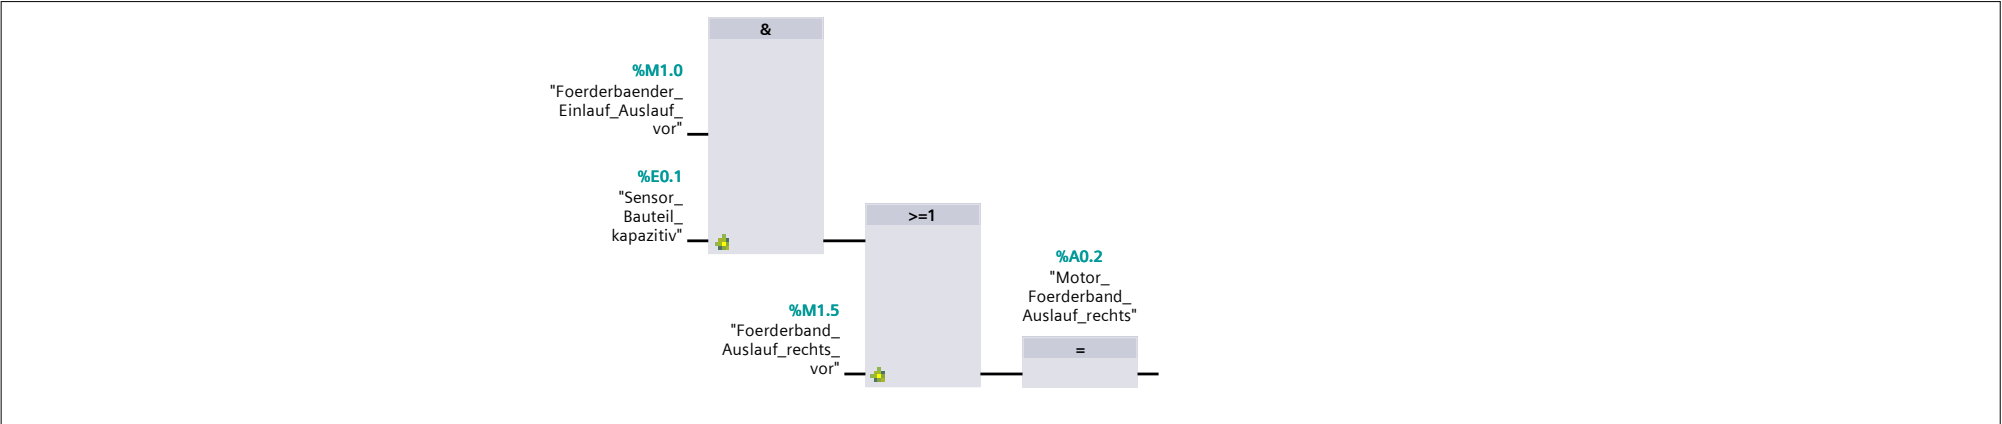 &
%M1.0
"Foerderbaender_
Einlauf_Auslauf_
vor"
%E0.1
"Sensor_
Bauteil_
kapazitiv"
>=1
%M1.5
"Foerderband_
Auslauf_rechts_
vor"
%A0.2
"Motor_
Foerderband_
Auslauf_rechts"
=